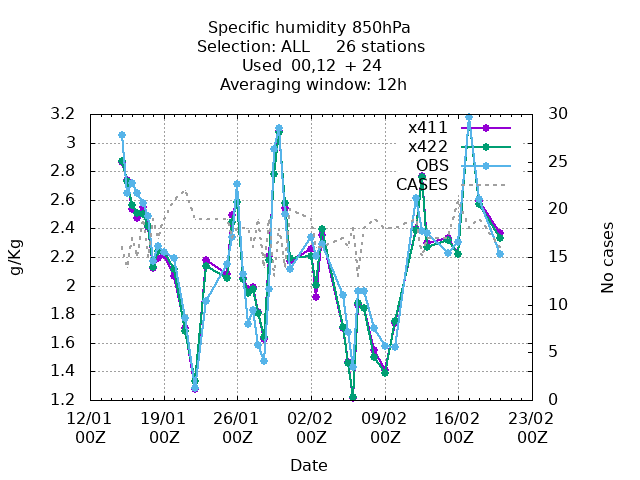 Specific humidity 850hPa
Selection: ALL 26 stations
Used 00,12 + 24
Averaging window: 12h
3.2
3
2.8
2.6
2.4
2.2
2
1.8
1.6
1.4
1.2
g/Kg
30
25
20
15
10
5
0
No cases
x411
x422
OBS
CASES
12/01 19/01 26/01 02/02 09/02 16/02 23/02
00Z 00Z 00Z 00Z 00Z 00Z 00Z
Date